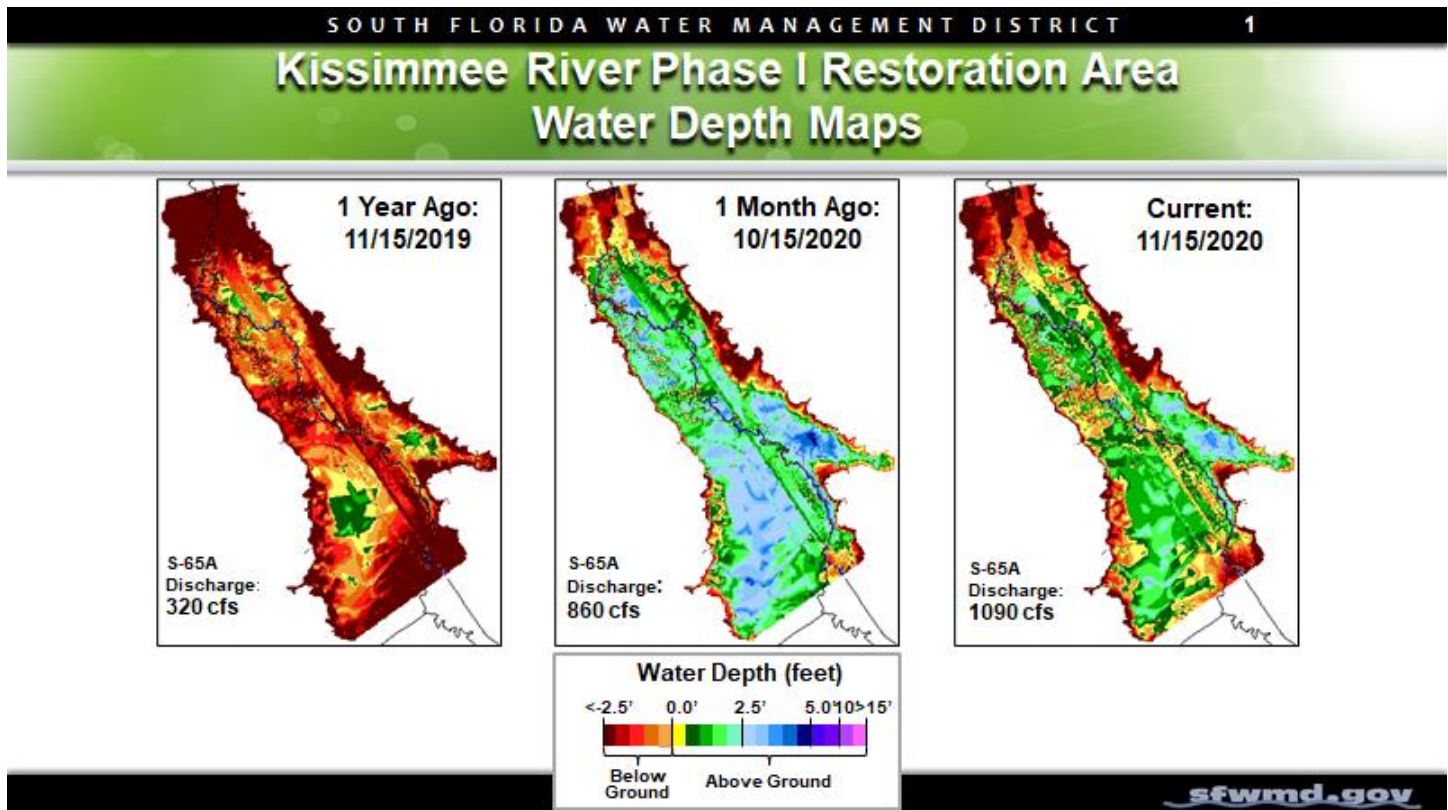 SOUTH FLORIDA WATER MANAGEMENT DISTRICT 1
Kissimmee River Phase I Restoration Area
Water Depth Maps
1 Year Ago:
11/15/2019
S-65A
Discharge:
320 cfs
1 Month Ago:
10/15/2020
S-65A
Discharge:
860 cfs
Current:
11/15/2020
S-65A
Discharge:
1090 cfs
Water Depth (feet)
<-2.5' 0.0' 2.5' 5.0'10>15'
Below
Ground
Above Ground
sfwmd.gov